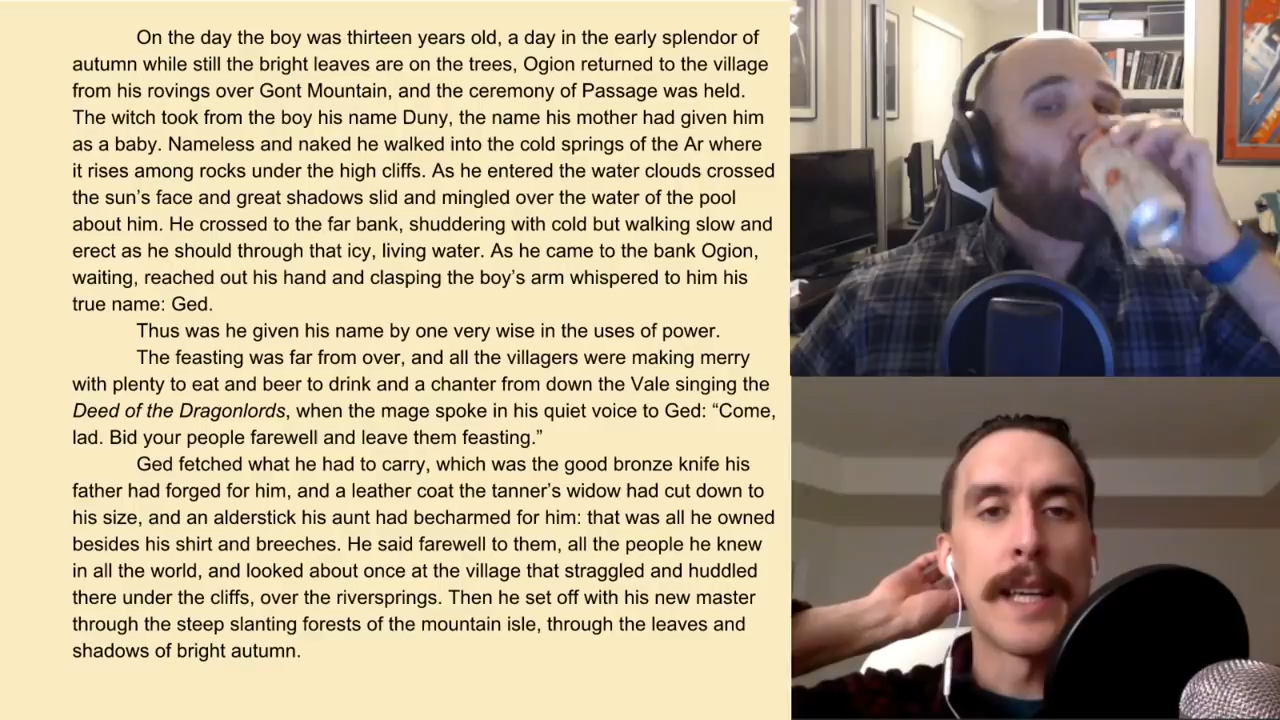 On the day the boy was thirteen years old, a day in the early splendor of
autumn while still the bright leaves are on the trees, Ogion returned to the village
from his rovings over Gont Mountain, and the ceremony of Passage was held.
The witch took from the boy his name Duny, the name his mother had given him
as a baby. Nameless and naked he walked into the cold springs of the Ar where
it rises among rocks under the high cliffs. As he entered the water clouds crossed
the sun’s face and great shadows slid and mingled over the water of the pool
about him. He crossed to the far bank, shuddering with cold but walking slow and
erect as he should through that icy, living water. As he came to the bank Ogion,
waiting, reached out his hand and clasping the boy’s arm whispered to him his
true name: Ged.
Thus was he given his name by one very wise in the uses of power.
The feasting was far from over, and all the villagers were making merry
with plenty to eat and beer to drink and a chanter from down the Vale singing the
Deed of the Dragonlords, when the mage spoke in his quiet voice to Ged: “Come,
lad. Bid your people farewell and leave them feasting.”
Ged fetched what he had to carry, which was the good bronze knife his
father had forged for him, and a leather coat the tanner’s widow had cut down to
his size, and an alderstick his aunt had becharmed for him: that was all he owned
besides his shirt and breeches. He said farewell to them, all the people he knew
in all the world, and looked about once at the village that straggled and huddled
there under the cliffs, over the riversprings. Then he set off with his new master
through the steep slanting forests of the mountain isle, through the leaves and
shadows of bright autumn.